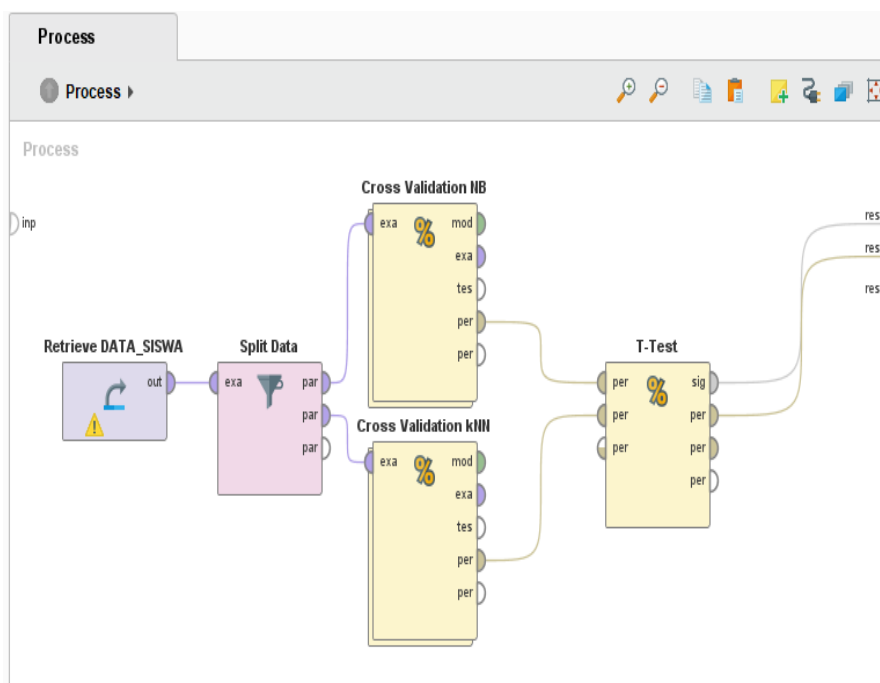 Process
Process
Process
inp
Retrieve DATA_SISWA
out
Split Data
exa
par
par
par
Cross Validation NB
exa
%
mod
exa
tes
per
per
Cross Validation kNN
exa
%
mod
exa
tes
per
per
T-Test
per
%
sig
per
per
per
per
per
res
res
res